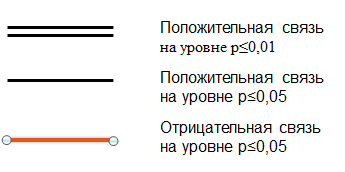 Положительная связь
на уровне р≤0,01
Положительная связь
на уровне р≤0,05
Отрицательная связь
на уровне р≤0,05